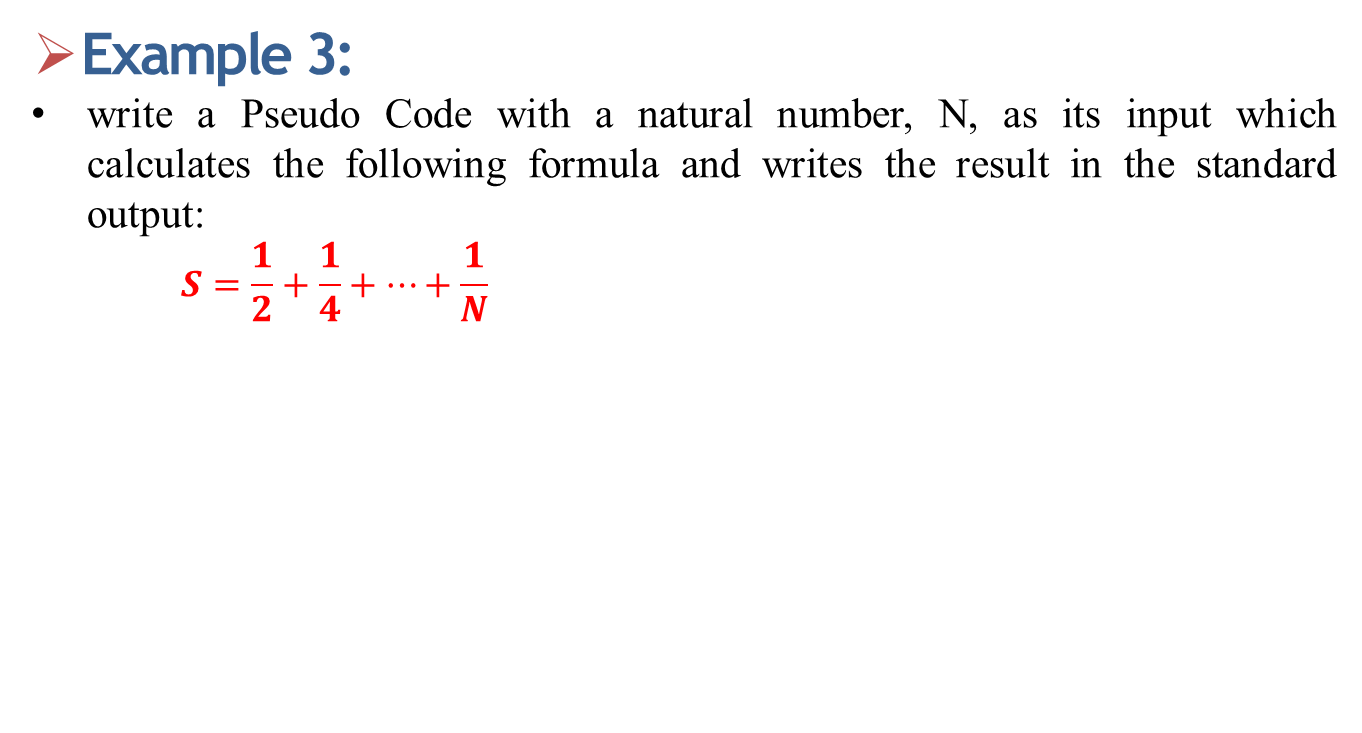 Example 3:
• write a Pseudo Code with a natural number, N, as its input which
calculates the following formula and writes the result in the standard
output:
S = 1/2 + 1/4 + ⋯ + 1/N